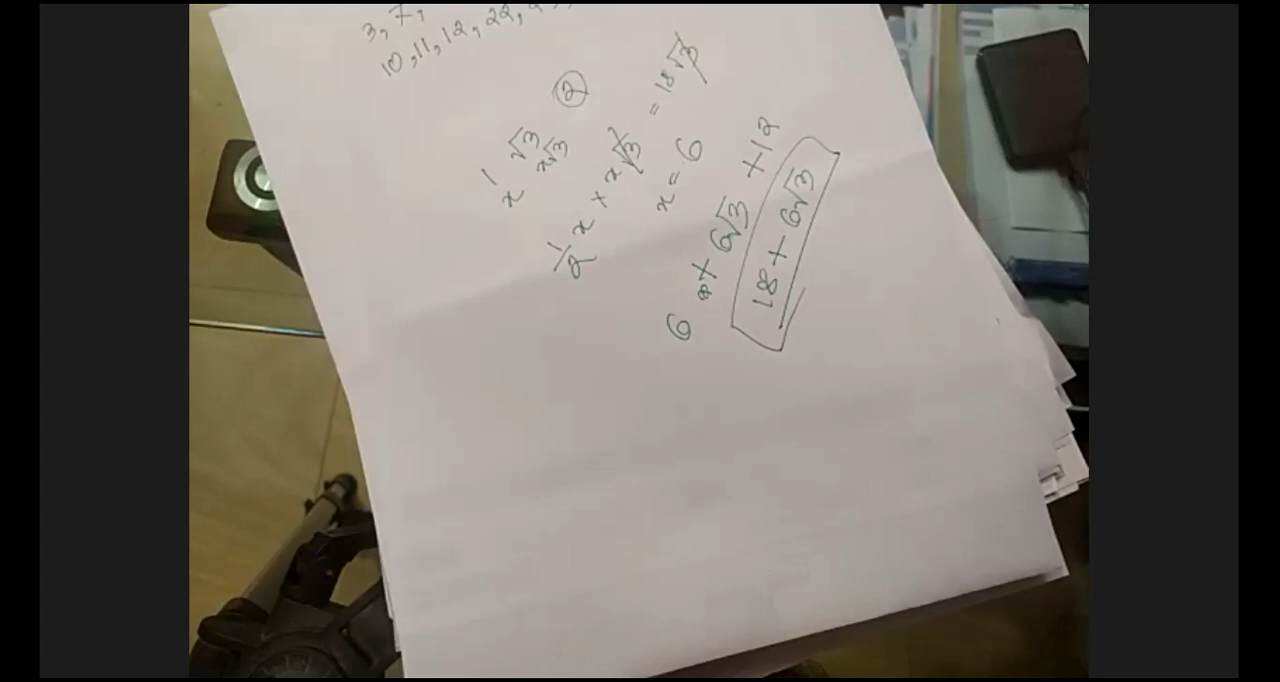 3, 7,
10, 11, 12, 22,
1 √3 2
x x√3
1/2 x × x√3 = 18√3
x = 6
6 + 6√3 + 12
18 + 6√3